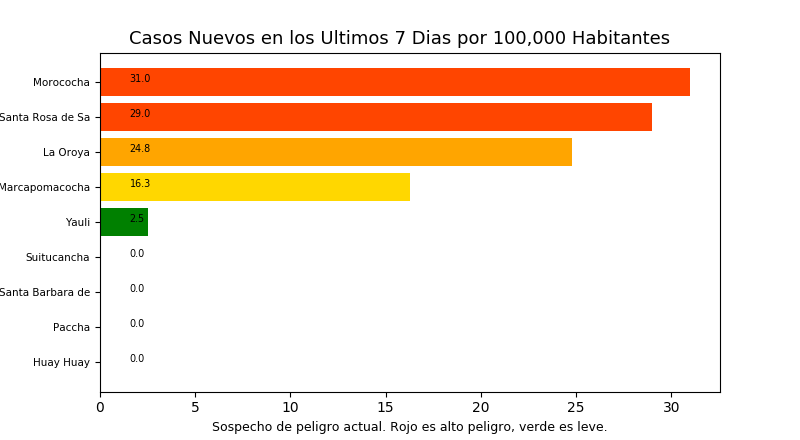 Casos Nuevos en los Ultimos 7 Dias por 100,000 Habitantes
Morococha 31.0
Santa Rosa de Sa 29.0
La Oroya 24.8
Marcapomacocha 16.3
Yauli 2.5
Suitucancha 0.0
Santa Barbara de 0.0
Paccha 0.0
Huay Huay 0.0
0 5 10 15 20 25 30
Sospecho de peligro actual. Rojo es alto peligro, verde es leve.